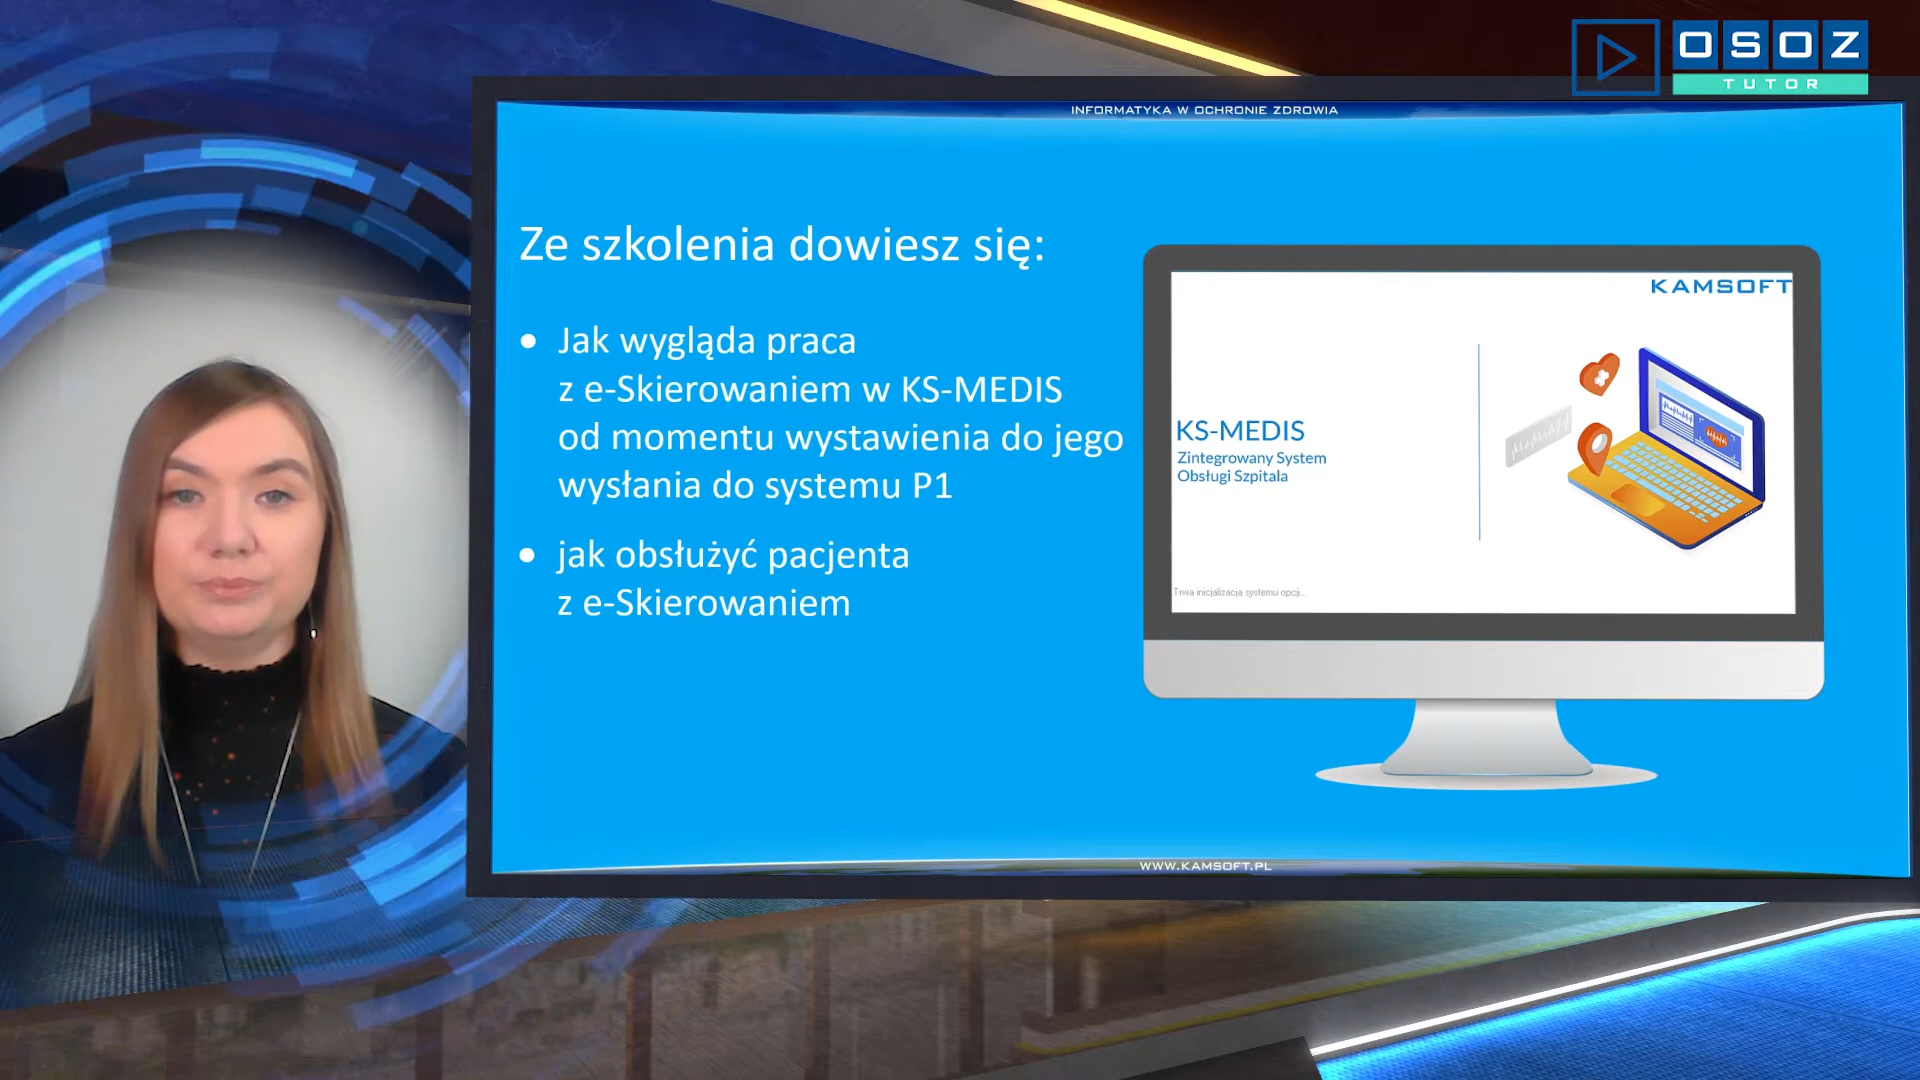 OSOZ
TUTOR
INFORMATYKA W OCHRONIE ZDROWIA
Ze szkolenia dowiesz się:
• Jak wygląda praca
z e-Skierowaniem w KS-MEDIS
od momentu wystawienia do jego
wysłania do systemu P1
• jak obsłużyć pacjenta
z e-Skierowaniem
KAMSOFT
KS-MEDIS
Zintegrowany System
Obsługi Szpitala
Trwa inicjalizacja systemu opcji...
WWW.KAMSOFT.PL